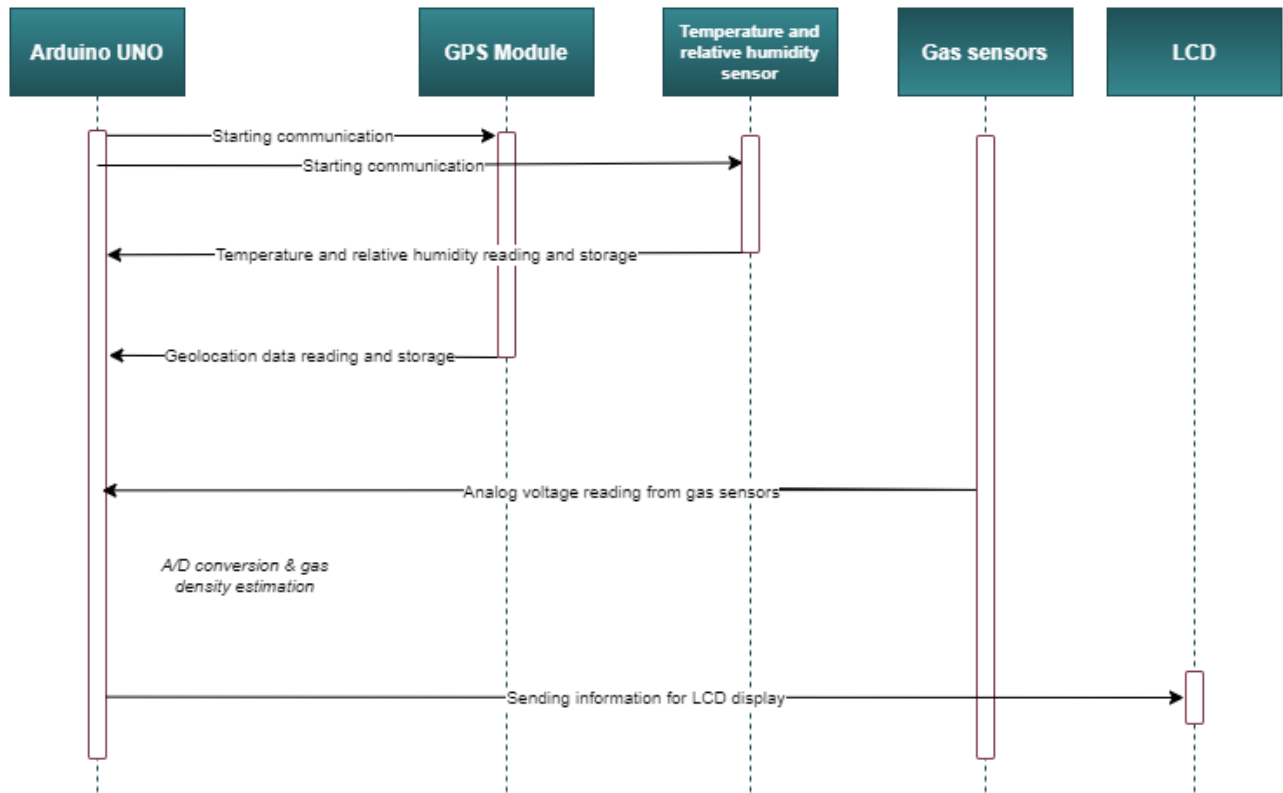 Arduino UNO
GPS Module
Temperature and
relative humidity
sensor
Gas sensors
LCD
Starting communication
Starting communication
Temperature and relative humidity reading and storage
Geolocation data reading and storage
Analog voltage reading from gas sensors
A/D conversion & gas
density estimation
Sending information for LCD display